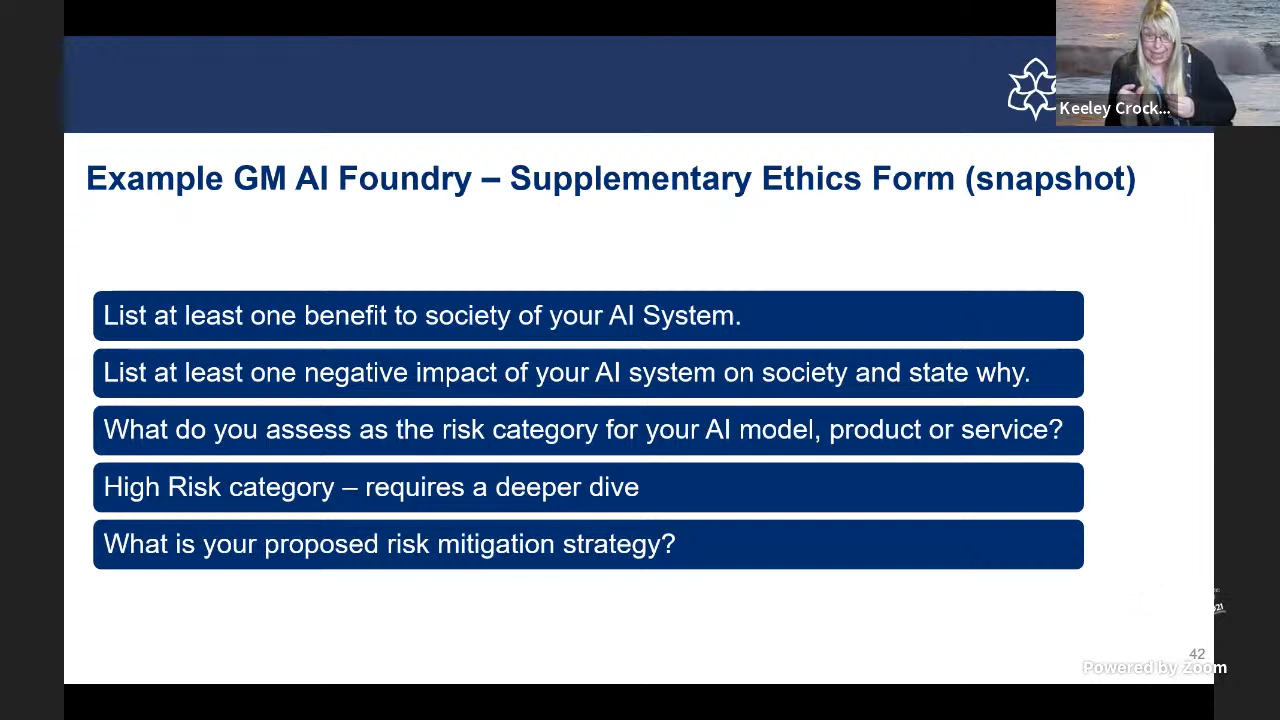 Keeley Crock...
Example GM AI Foundry – Supplementary Ethics Form (snapshot)
List at least one benefit to society of your AI System.
List at least one negative impact of your AI system on society and state why.
What do you assess as the risk category for your AI model, product or service?
High Risk category – requires a deeper dive
What is your proposed risk mitigation strategy?
42
Powered by Zoom